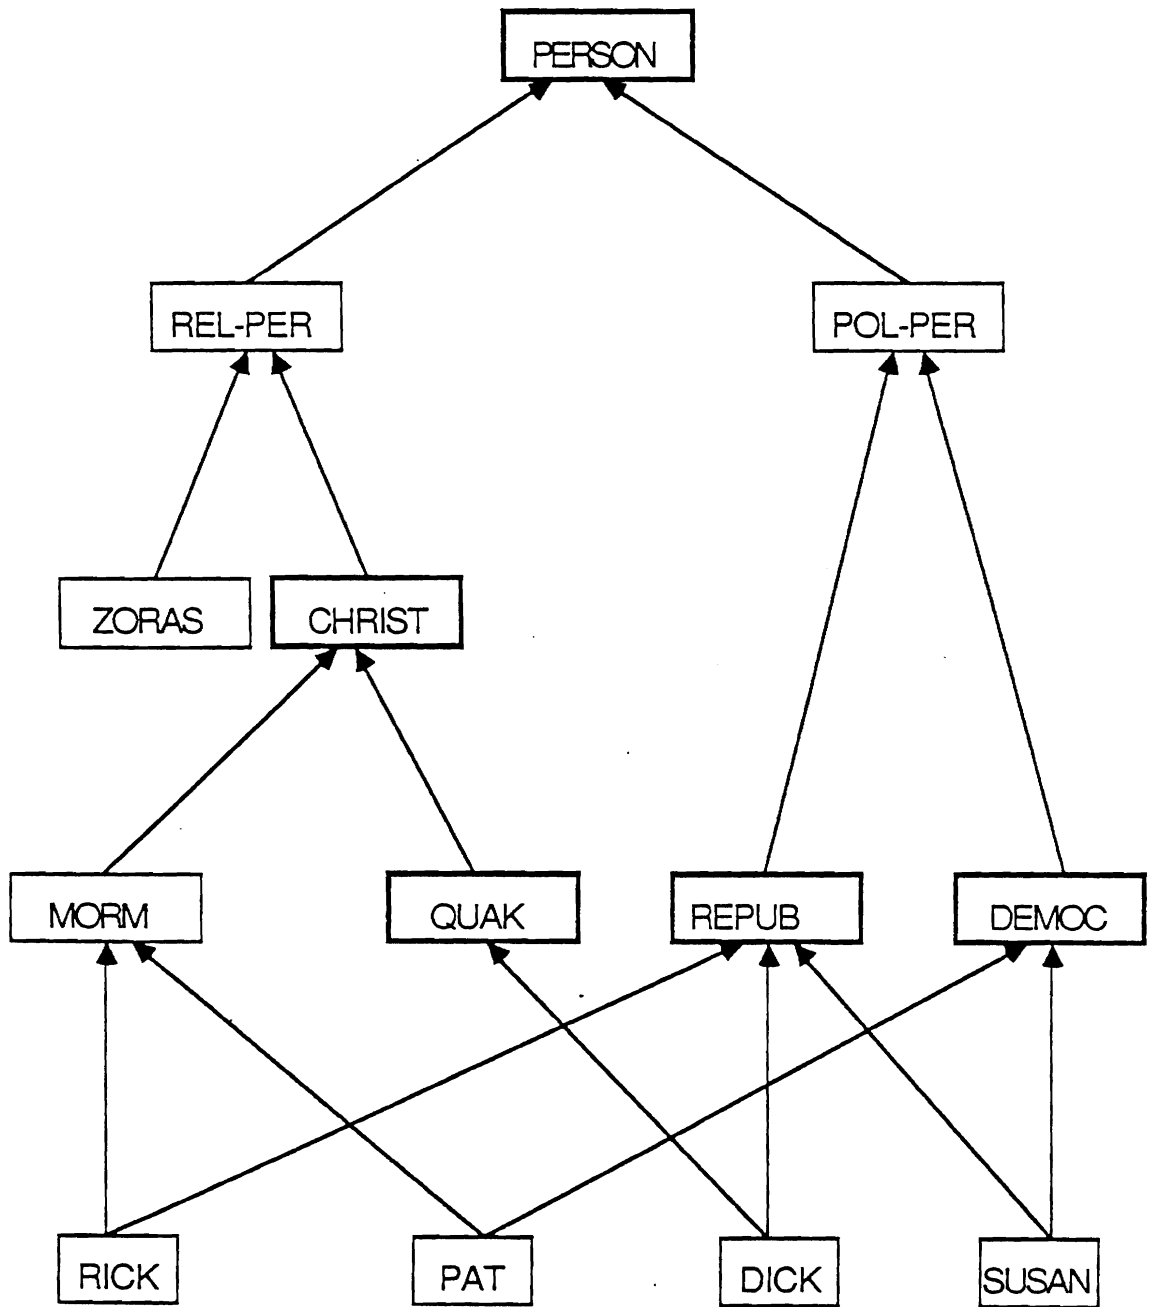 PERSON
REL-PER
POL-PER
ZORAS
CHRIST
MORM
QUAK
REPUB
DEMOC
RICK
PAT
DICK
SUSAN